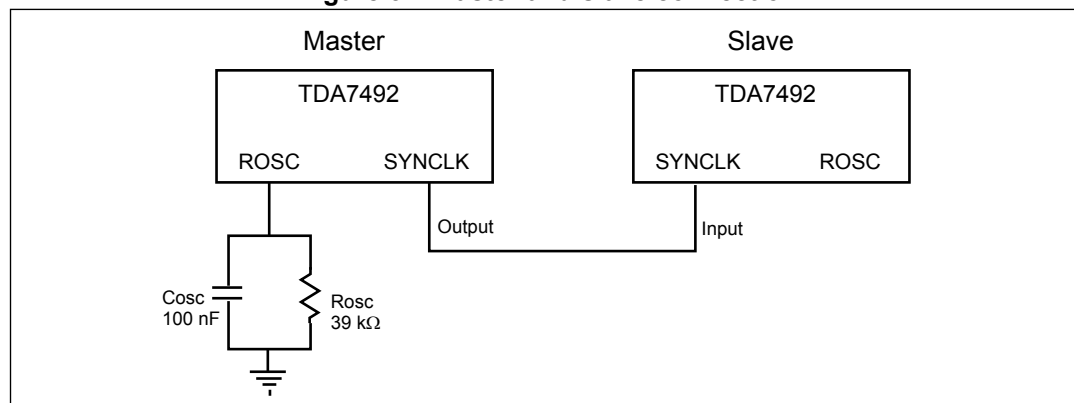 Master Slave
TDA7492 TDA7492
ROSC SYNCLK SYNCLK ROSC
Output Input
Cosc
100 nF
Rosc
39 kΩ